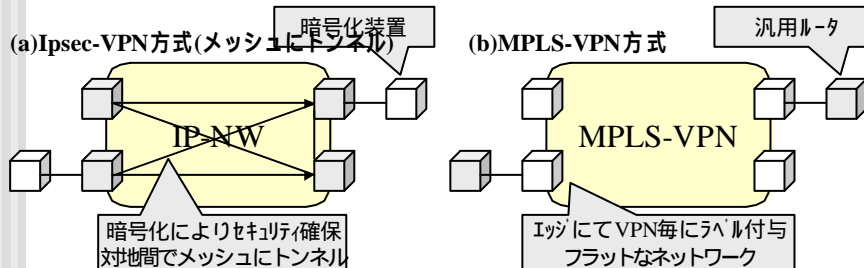 暗号化装置
(a)Ipsec-VPN方式(メッシュにトンネル)
IP-NW
暗号化によりｾｷｭﾘﾃｨ確保
対地間でメッシュにトンネル
汎用ﾙｰﾀ
(b)MPLS-VPN方式
MPLS-VPN
ｴｯｼﾞにてVPN毎にﾗﾍﾞﾙ付与
フラットなネットワーク